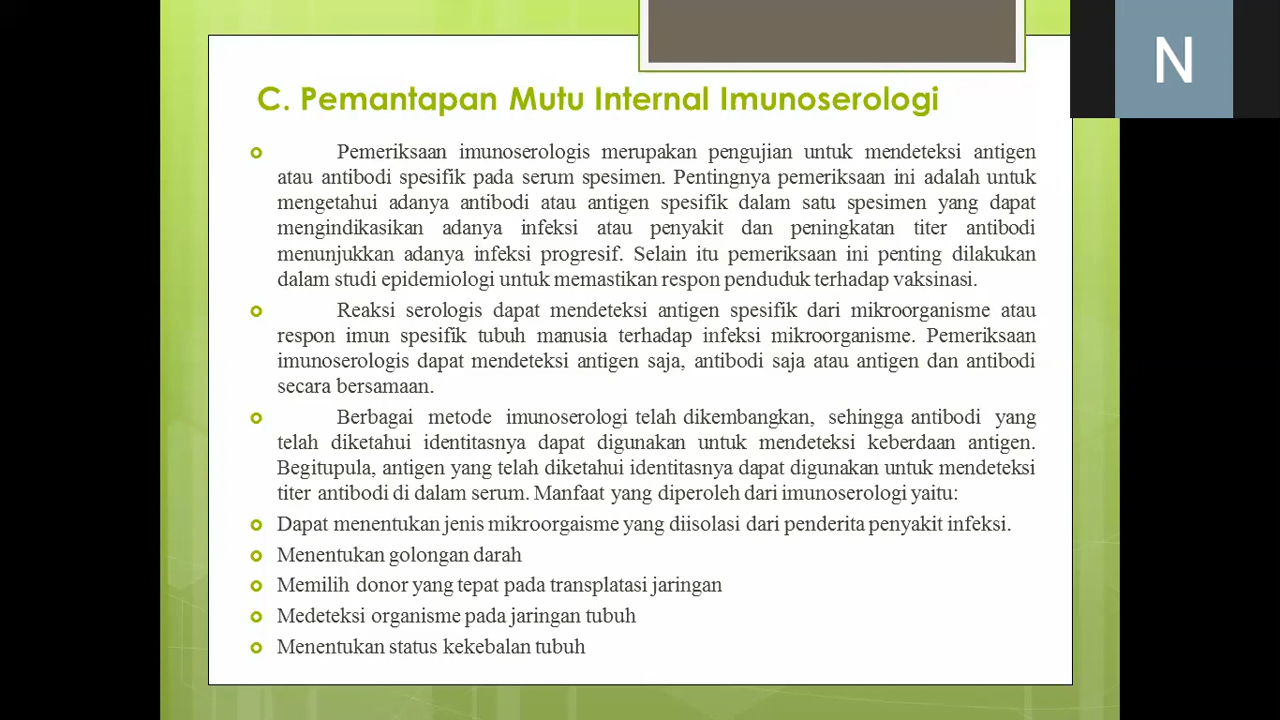 C. Pemantapan Mutu Internal Imunoserologi
N
Pemeriksaan imunoserologis merupakan pengujian untuk mendeteksi antigen
atau antibodi spesifik pada serum spesimen. Pentingnya pemeriksaan ini adalah untuk
mengetahui adanya antibodi atau antigen spesifik dalam satu spesimen yang dapat
mengindikasikan adanya infeksi atau penyakit dan peningkatan titer antibodi
menunjukkan adanya infeksi progresif. Selain itu pemeriksaan ini penting dilakukan
dalam studi epidemiologi untuk memastikan respon penduduk terhadap vaksinasi.
Reaksi serologis dapat mendeteksi antigen spesifik dari mikroorganisme atau
respon imun spesifik tubuh manusia terhadap infeksi mikroorganisme. Pemeriksaan
imunoserologis dapat mendeteksi antigen saja, antibodi saja atau antigen dan antibodi
secara bersamaan.
Berbagai metode imunoserologi telah dikembangkan, sehingga antibodi yang
telah diketahui identitasnya dapat digunakan untuk mendeteksi keberdaan antigen.
Begitupula, antigen yang telah diketahui identitasnya dapat digunakan untuk mendeteksi
titer antibodi di dalam serum. Manfaat yang diperoleh dari imunoserologi yaitu:
Dapat menentukan jenis mikroorgaisme yang diisolasi dari penderita penyakit infeksi.
Menentukan golongan darah
Memilih donor yang tepat pada transplatasi jaringan
Medeteksi organisme pada jaringan tubuh
Menentukan status kekebalan tubuh